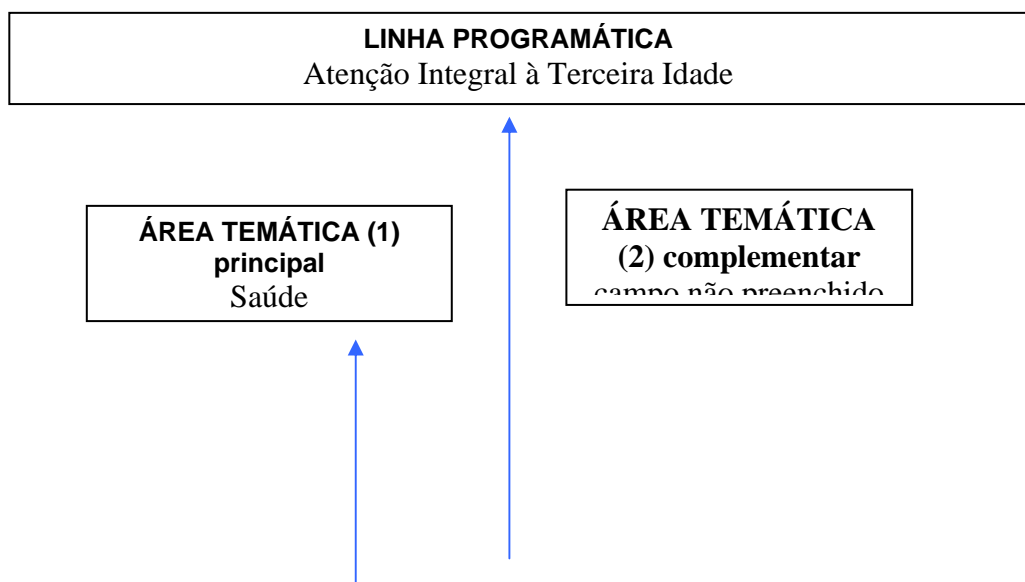 LINHA PROGRAMÁTICA
Atenção Integral à Terceira Idade
ÁREA TEMÁTICA (1)
principal
Saúde
ÁREA TEMÁTICA
(2) complementar
campo não preenchido